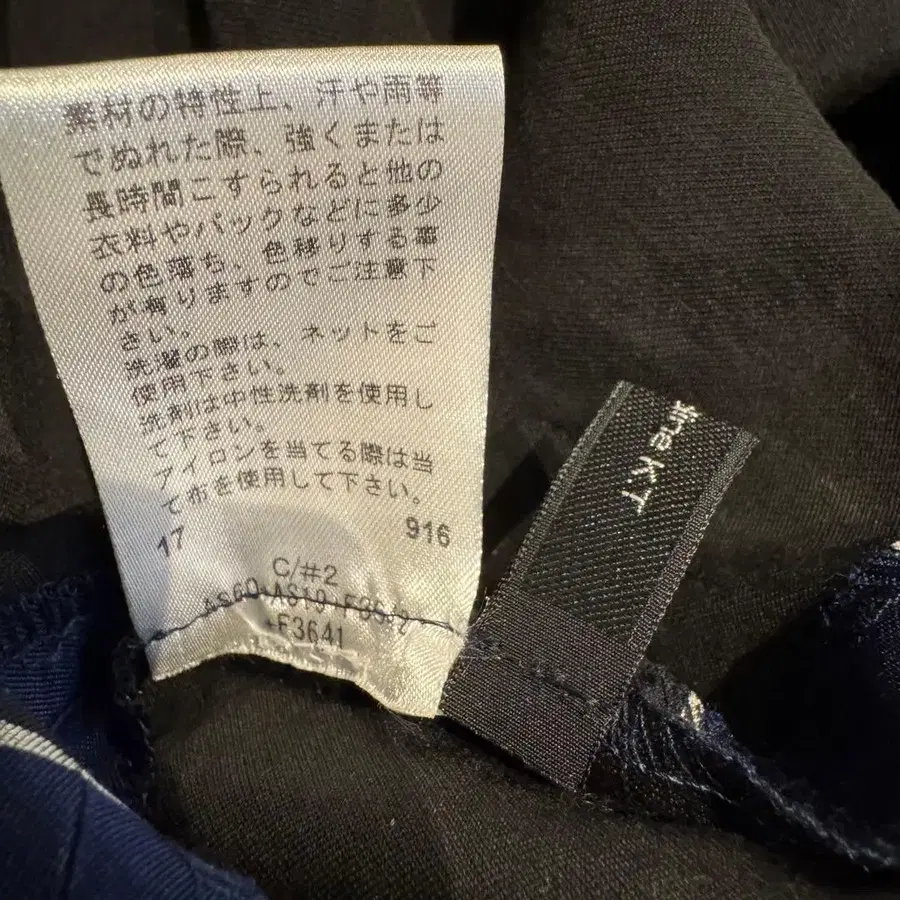 素材の特性上、汗や雨等
でぬれた際、強くまたは
長時間こすられると他の
衣料やバックなどに多少
の色落ち、色移りする事
が有りますのでご注意下
さい。
洗濯の際は、ネットをご
使用下さい。
洗剤は中性洗剤を使用し
て下さい。
アイロンを当てる際は当
て布を使用して下さい。
17 916
C/#2
F3641
line KT